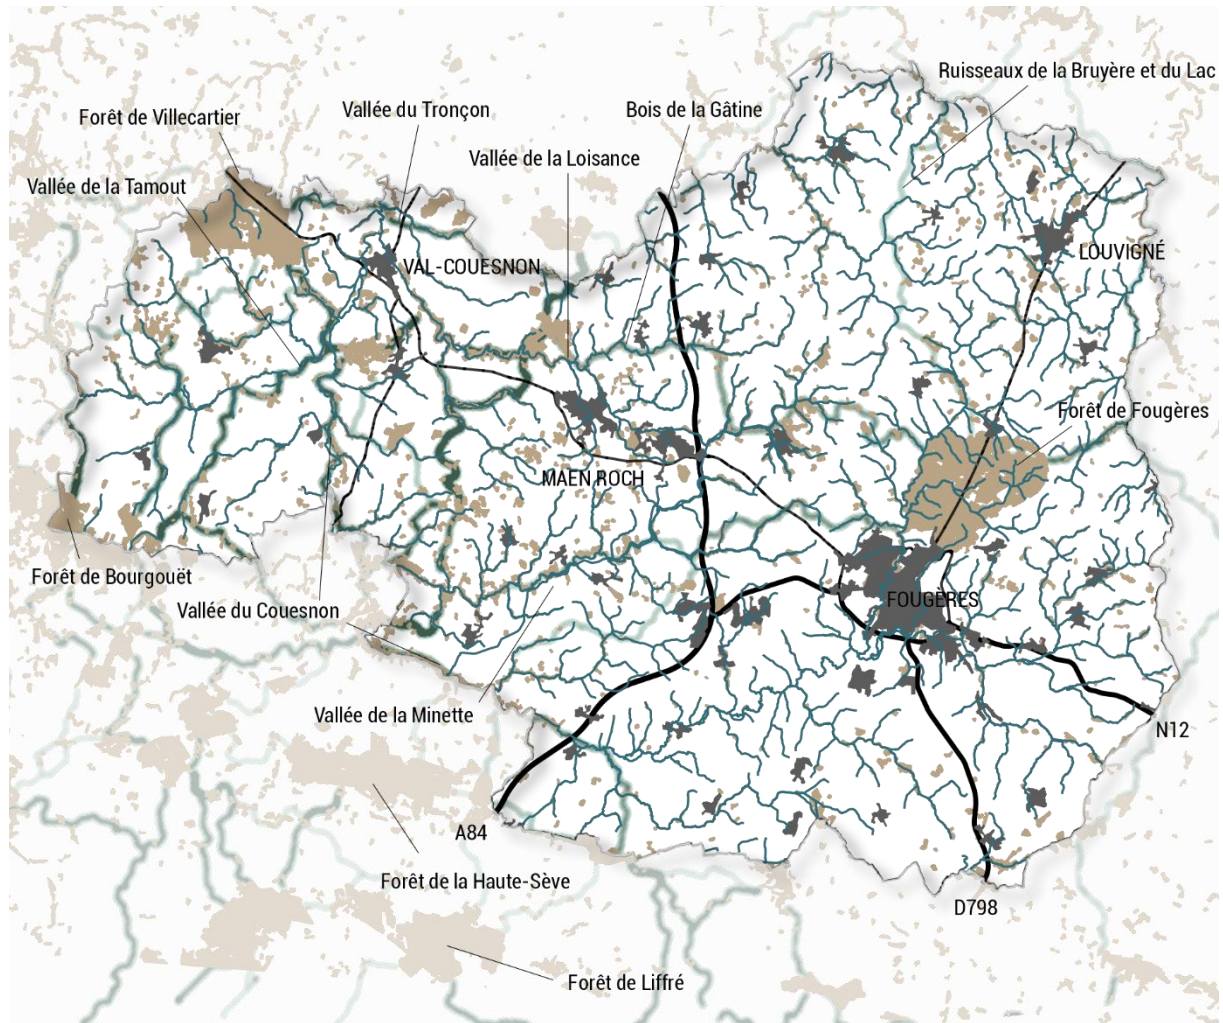 Ruisseaux de la Bruyère et du Lac
Vallée du Tronçon
Bois de la Gâtine
Forêt de Villecartier
Vallée de la Loisance
Vallée de la Tamout
LOUVIGNÉ
VAL-COUESNON
Forêt de Fougères
MAEN ROCH
Forêt de Bourgouët
FOUGÈRES
Vallée du Couesnon
Vallée de la Minette
N12
A84
Forêt de la Haute-Sève
D798
Forêt de Liffré